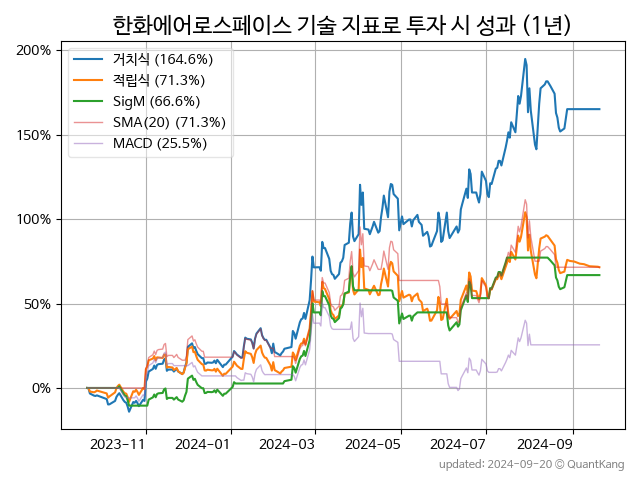 한화에어로스페이스 기술 지표로 투자 시 성과 (1년)
거치식 (164.6%)
적립식 (71.3%)
SigM (66.6%)
SMA(20) (71.3%)
MACD (25.5%)
200%
150%
100%
50%
0%
2023-11 2024-01 2024-03 2024-05 2024-07 2024-09
updated: 2024-09-20 © QuantKang